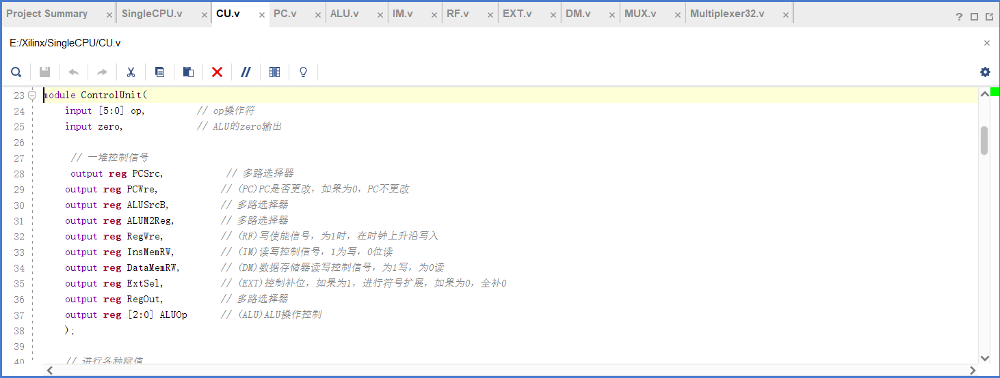 Project Summary × SingleCPU.v × CU.v × PC.v × ALU.v × IM.v × RF.v × EXT.v × DM.v × MUX.v × Multiplexer32.v × ?
E:/Xilinx/SingleCPU/CU.v ×
23 module ControlUnit(
24 input [5:0] op, // op操作符
25 input zero, // ALU的zero输出
26
27 // 一堆控制信号
28 output reg PCSrc, // 多路选择器
29 output reg PCWre, // (PC)PC是否更改，如果为0，PC不更改
30 output reg ALUSrcB, // 多路选择器
31 output reg ALUM2Reg, // 多路选择器
32 output reg RegWre, // (RF)写使能信号，为1时，在时钟上升沿写入
33 output reg InsMemRW, // (IM)读写控制信号，1为写，0位读
34 output reg DataMemRW, // (DM)数据存储器读写控制信号，为1写，为0读
35 output reg ExtSel, // (EXT)控制补位，如果为1，进行符号扩展，如果为0，全补0
36 output reg RegOut, // 多路选择器
37 output reg [2:0] ALUOp // (ALU)ALU操作控制
38 );
39
40 // 进行各种赋值